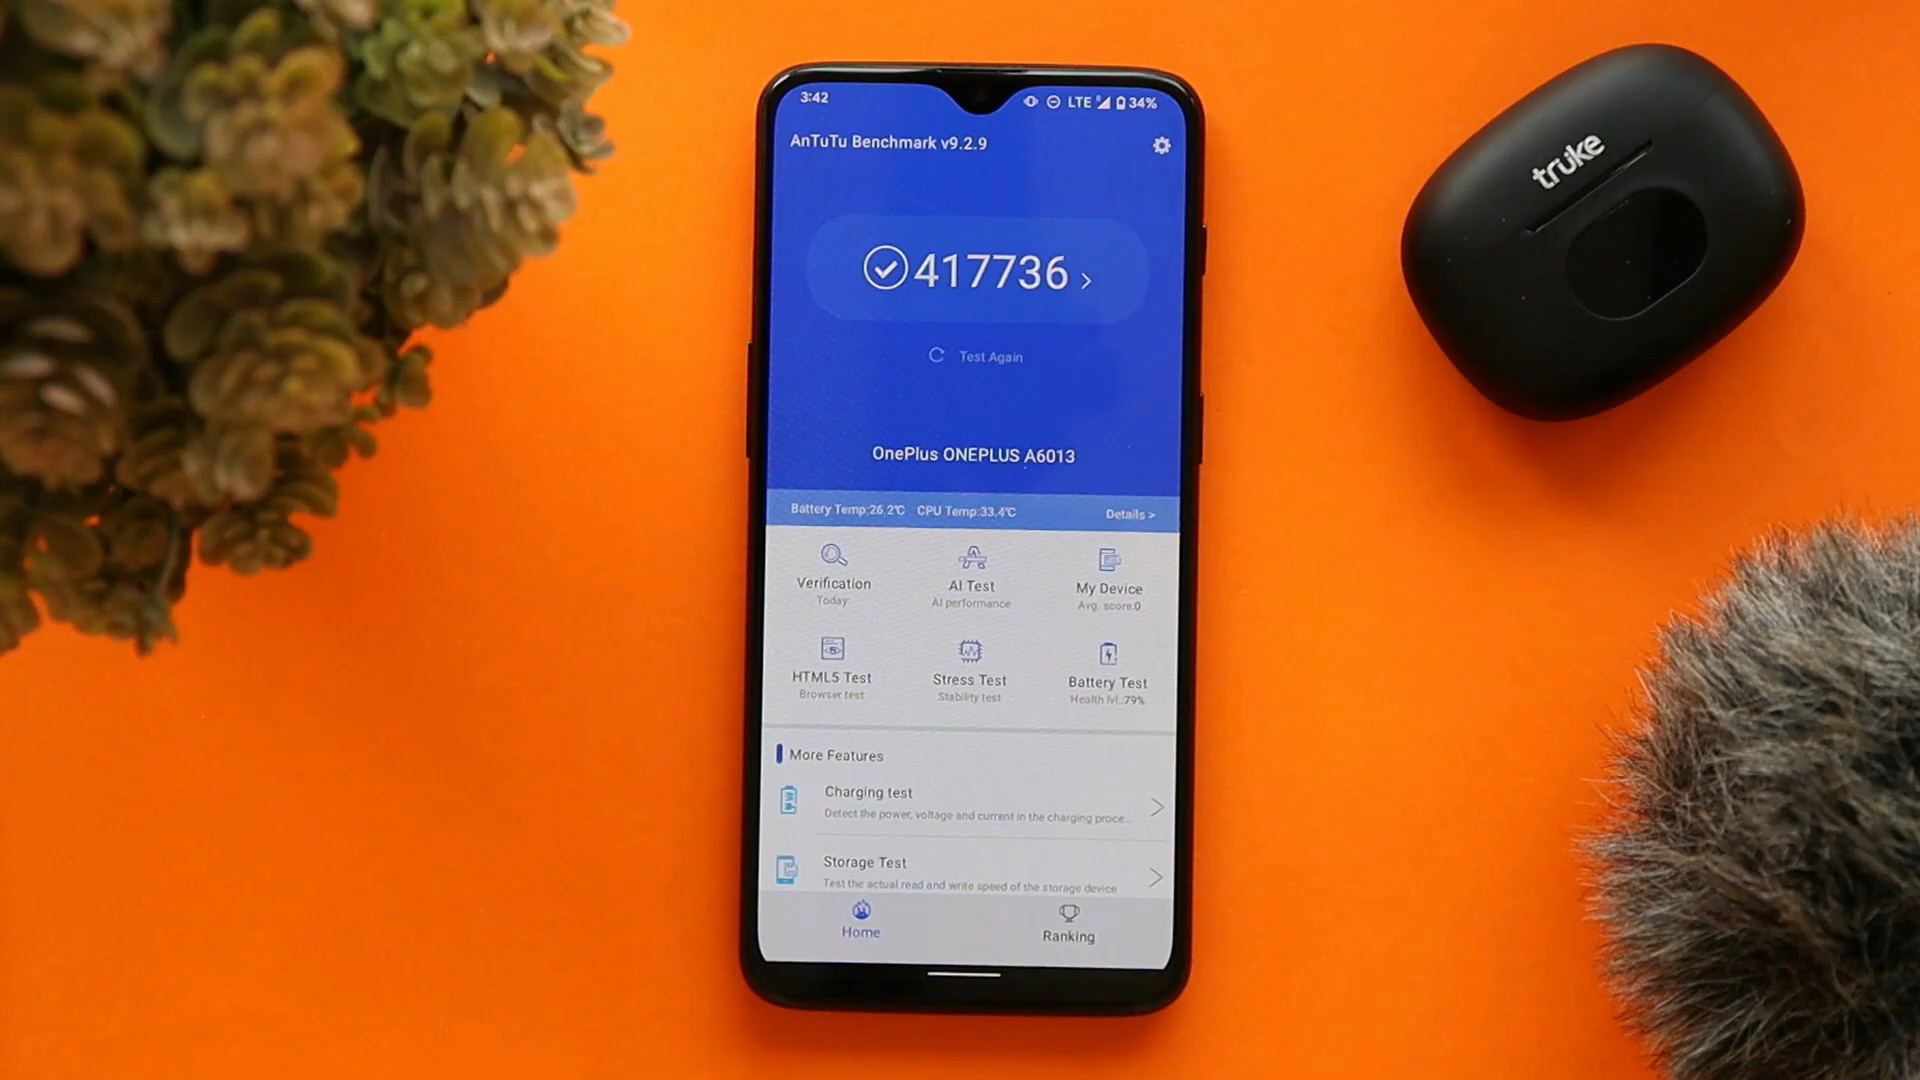 3:42
LTE 34%
AnTuTu Benchmark v9.2.9
417736 >
Test Again
OnePlus ONEPLUS A6013
Battery Temp:26.2℃ CPU Temp:33.4℃ Details >
Verification
Today
AI Test
AI performance
My Device
Avg. score:0
HTML5 Test
Browser test
Stress Test
Stability test
Battery Test
Health lvl.:79%
More Features
Charging test
Detect the power, voltage and current in the charging proce...
Storage Test
Test the actual read and write speed of the storage device
Home
Ranking
truke